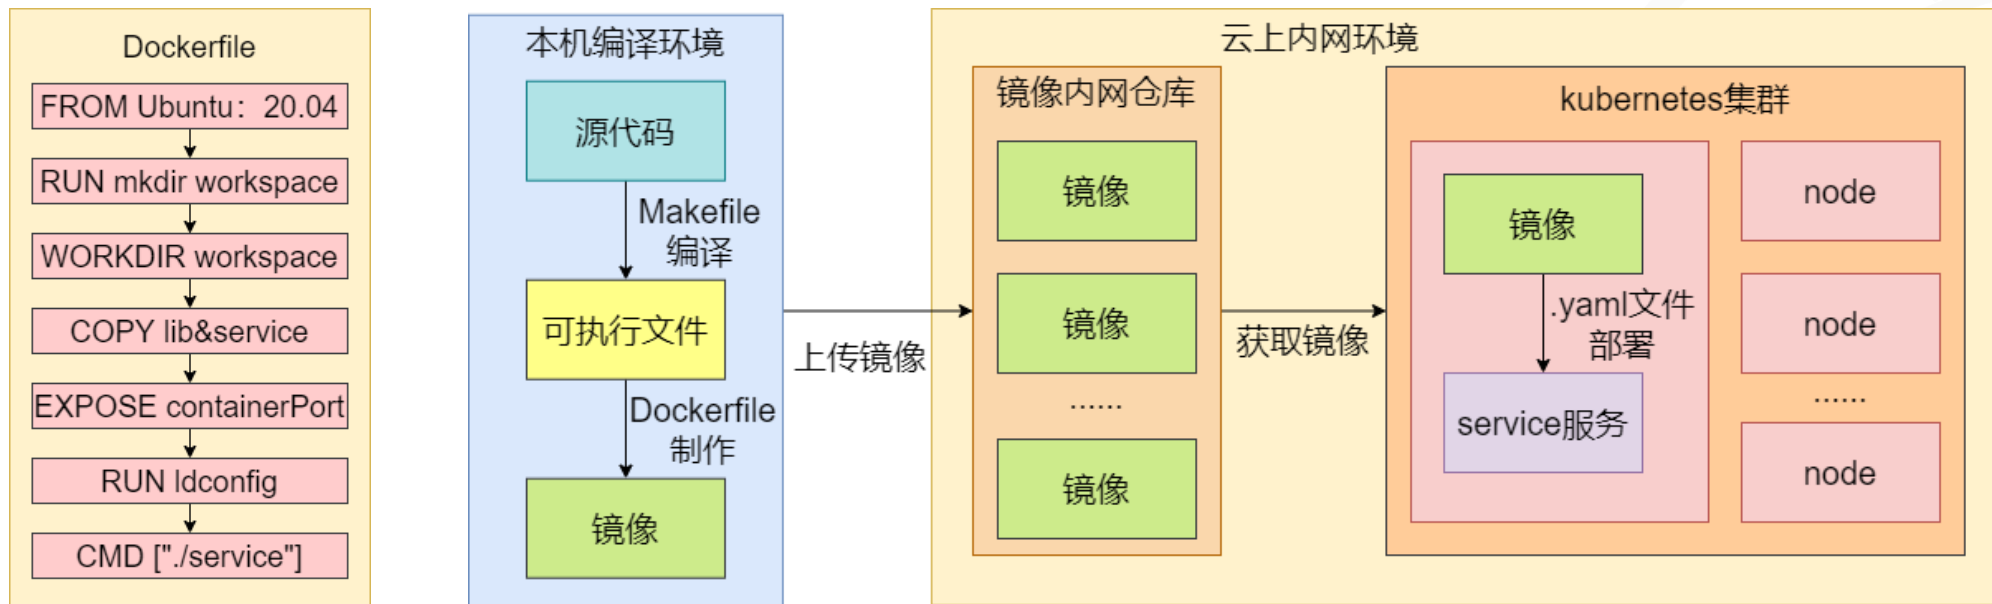 Dockerfile
FROM Ubuntu：20.04
RUN mkdir workspace
WORKDIR workspace
COPY lib&service
EXPOSE containerPort
RUN ldconfig
CMD ["./service"]
本机编译环境
源代码
Makefile
编译
可执行文件
Dockerfile
制作
镜像
上传镜像
云上内网环境
镜像内网仓库
镜像
镜像
......
镜像
获取镜像
kubernetes集群
镜像
.yaml文件
部署
service服务
node
node
......
node